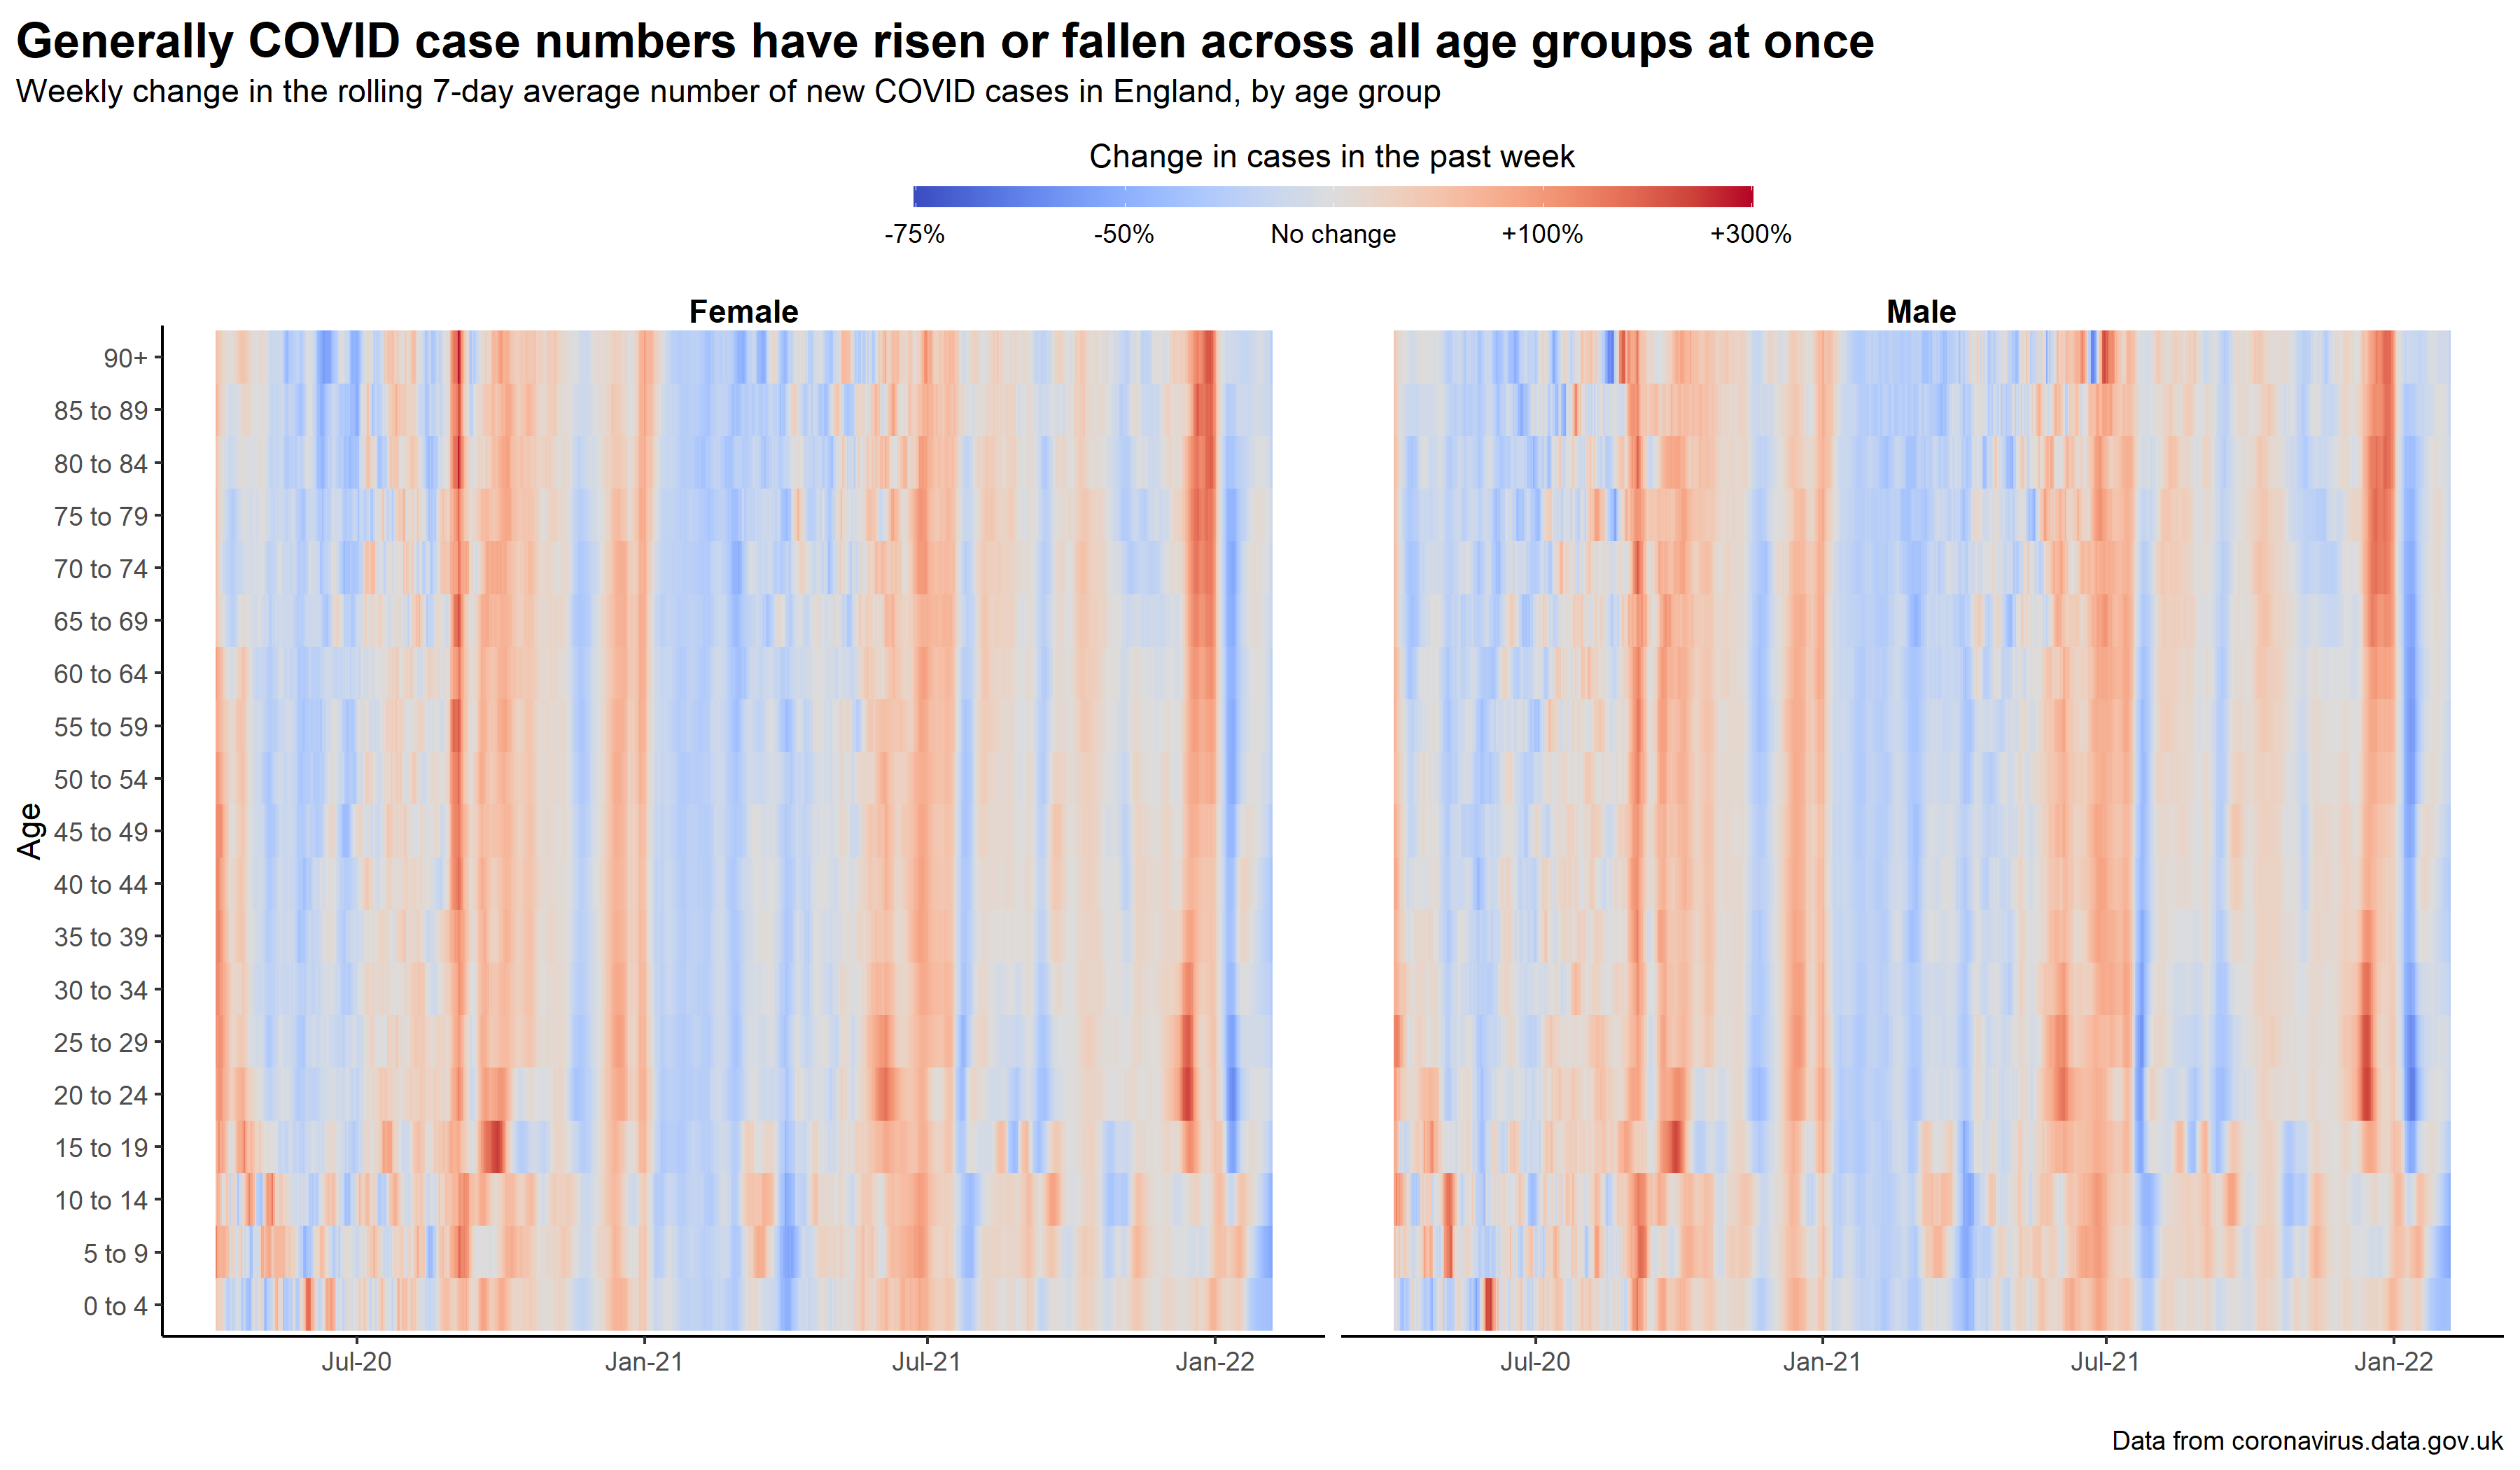 Generally COVID case numbers have risen or fallen across all age groups at once
Weekly change in the rolling 7-day average number of new COVID cases in England, by age group
Change in cases in the past week
-75% -50% No change +100% +300%
Female Male
90+
85 to 89
80 to 84
75 to 79
70 to 74
65 to 69
60 to 64
55 to 59
50 to 54
45 to 49
40 to 44
35 to 39
30 to 34
25 to 29
20 to 24
15 to 19
10 to 14
5 to 9
0 to 4
Age
Jul-20 Jan-21 Jul-21 Jan-22 Jul-20 Jan-21 Jul-21 Jan-22
Data from coronavirus.data.gov.uk